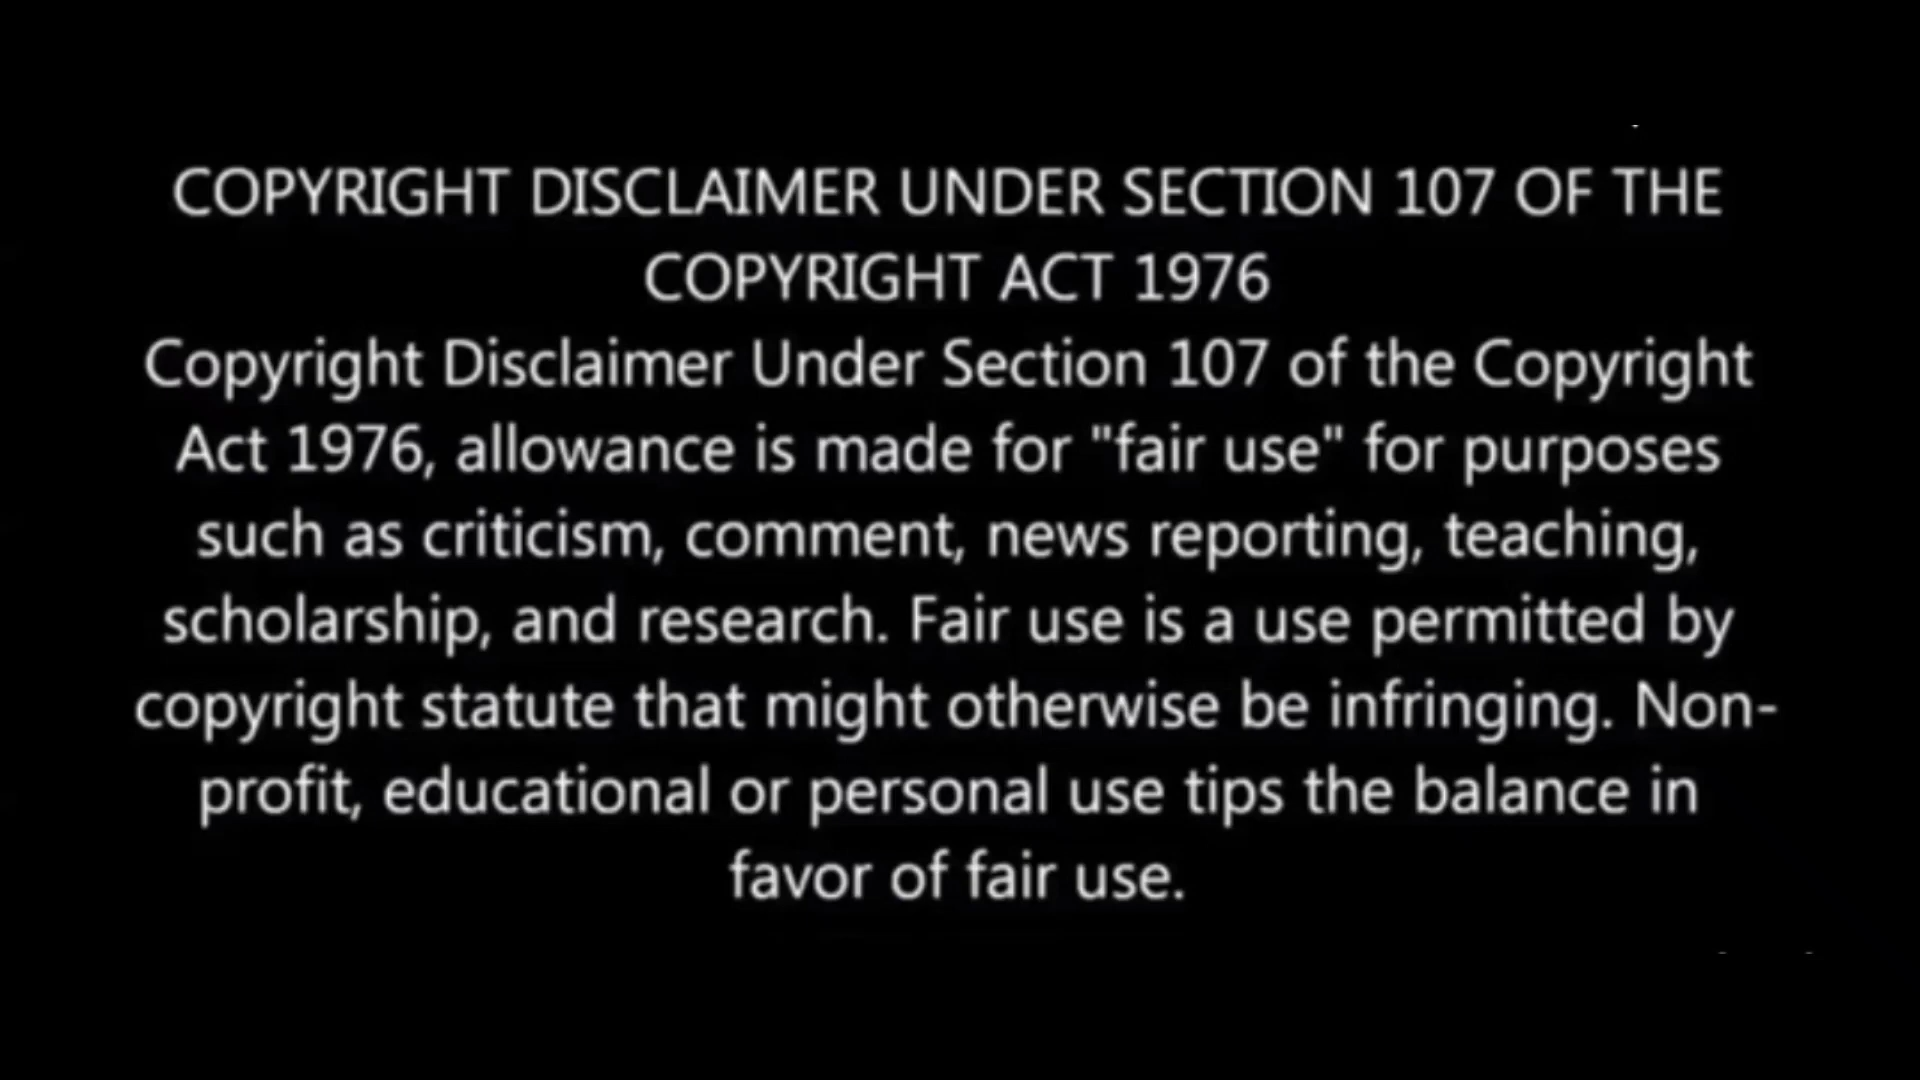 COPYRIGHT DISCLAIMER UNDER SECTION 107 OF THE
COPYRIGHT ACT 1976
Copyright Disclaimer Under Section 107 of the Copyright
Act 1976, allowance is made for "fair use" for purposes
such as criticism, comment, news reporting, teaching,
scholarship, and research. Fair use is a use permitted by
copyright statute that might otherwise be infringing. Non-
profit, educational or personal use tips the balance in
favor of fair use.